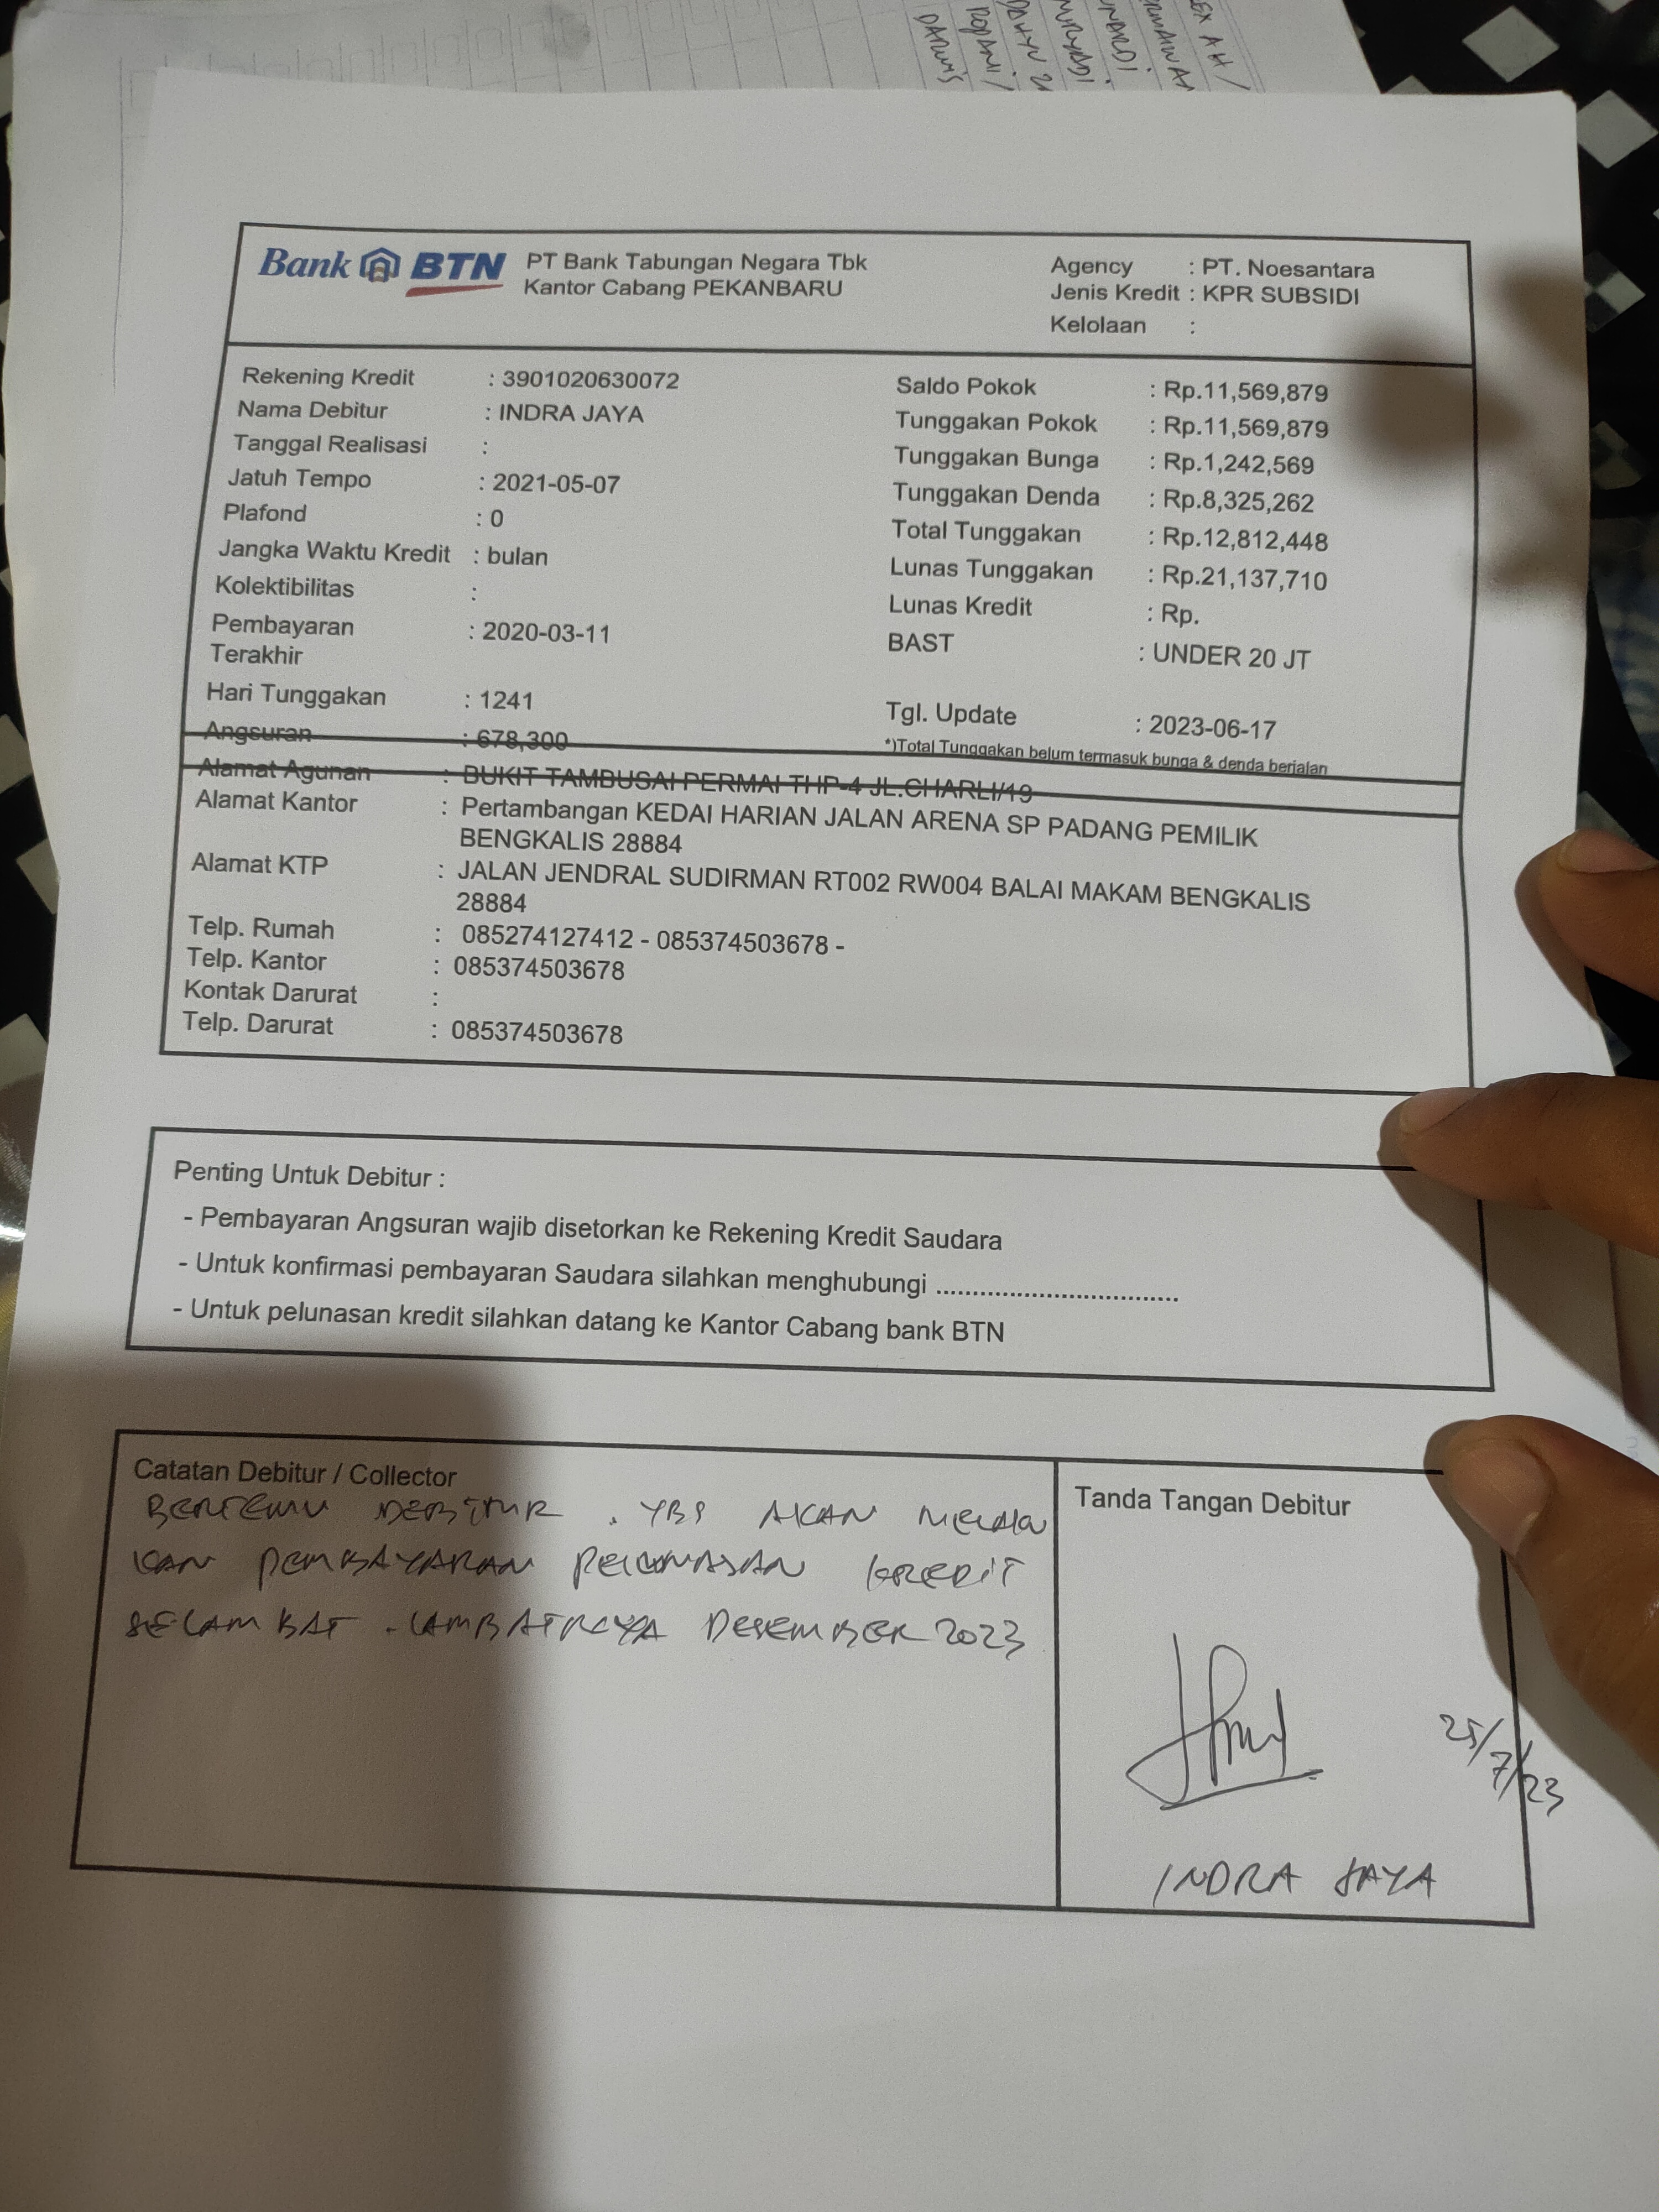 EX AH /
ERMAWA
UNARDI
MURYADI
ROPANI /
DARWIS
Bank BTN
PT Bank Tabungan Negara Tbk
Kantor Cabang PEKANBARU
Agency : PT. Noesantara
Jenis Kredit : KPR SUBSIDI
Kelolaan :
Rekening Kredit : 3901020630072
Nama Debitur : INDRA JAYA
Tanggal Realisasi :
Jatuh Tempo : 2021-05-07
Plafond : 0
Jangka Waktu Kredit : bulan
Kolektibilitas :
Pembayaran : 2020-03-11
Terakhir
Hari Tunggakan : 1241
Angsuran : 678,300
Saldo Pokok : Rp.11,569,879
Tunggakan Pokok : Rp.11,569,879
Tunggakan Bunga : Rp.1,242,569
Tunggakan Denda : Rp.8,325,262
Total Tunggakan : Rp.12,812,448
Lunas Tunggakan : Rp.21,137,710
Lunas Kredit : Rp.
BAST : UNDER 20 JT
Tgl. Update : 2023-06-17
*)Total Tunggakan belum termasuk bunga & denda berjalan
Alamat Agunan : BUKIT TAMBUSAI PERMAI THP-4 JL.CHARLI/19
Alamat Kantor : Pertambangan KEDAI HARIAN JALAN ARENA SP PADANG PEMILIK
BENGKALIS 28884
Alamat KTP : JALAN JENDRAL SUDIRMAN RT002 RW004 BALAI MAKAM BENGKALIS
28884
Telp. Rumah : 085274127412 - 085374503678 -
Telp. Kantor : 085374503678
Kontak Darurat :
Telp. Darurat : 085374503678
Penting Untuk Debitur :
- Pembayaran Angsuran wajib disetorkan ke Rekening Kredit Saudara
- Untuk konfirmasi pembayaran Saudara silahkan menghubungi .................................
- Untuk pelunasan kredit silahkan datang ke Kantor Cabang bank BTN
Catatan Debitur / Collector
BERTEMU DEBITUR . YBS AKAN MELAKU
KAN PEMBAYARAN PELUNASAN KREDIT
SELAMBAT - LAMBATNYA DESEMBER 2023
Tanda Tangan Debitur
25/7/23
INDRA JAYA